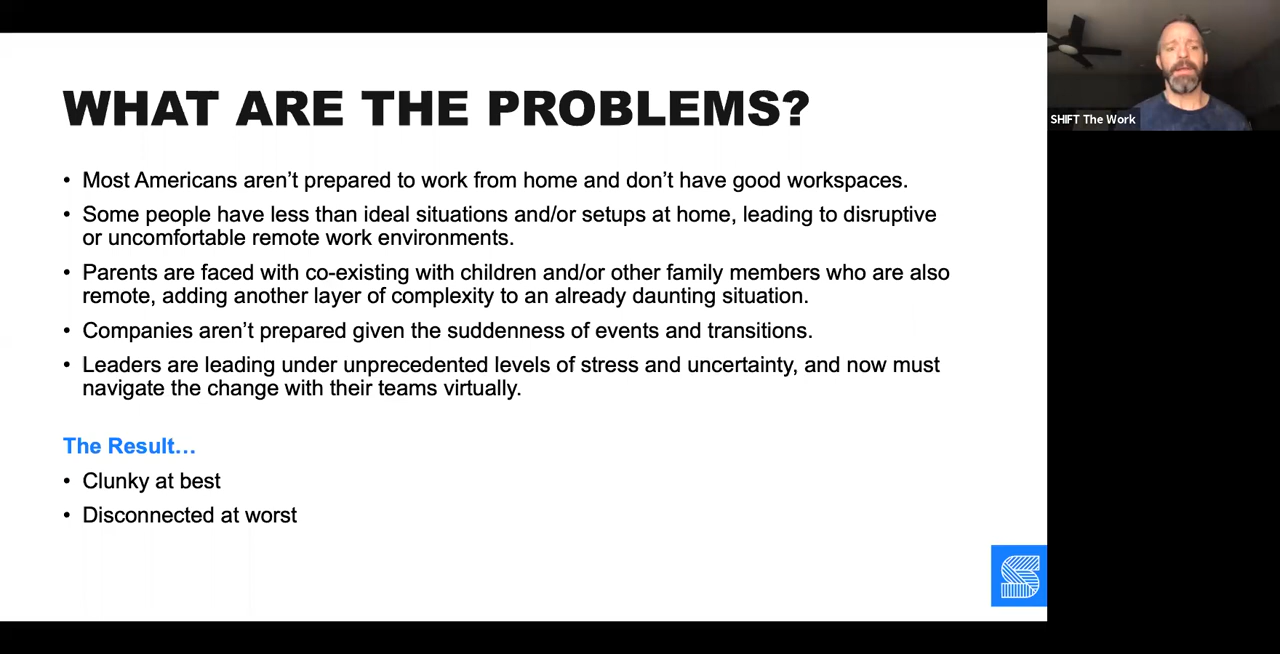 WHAT ARE THE PROBLEMS?
• Most Americans aren’t prepared to work from home and don’t have good workspaces.
• Some people have less than ideal situations and/or setups at home, leading to disruptive
or uncomfortable remote work environments.
• Parents are faced with co-existing with children and/or other family members who are also
remote, adding another layer of complexity to an already daunting situation.
• Companies aren’t prepared given the suddenness of events and transitions.
• Leaders are leading under unprecedented levels of stress and uncertainty, and now must
navigate the change with their teams virtually.
The Result…
• Clunky at best
• Disconnected at worst
S
SHIFT The Work